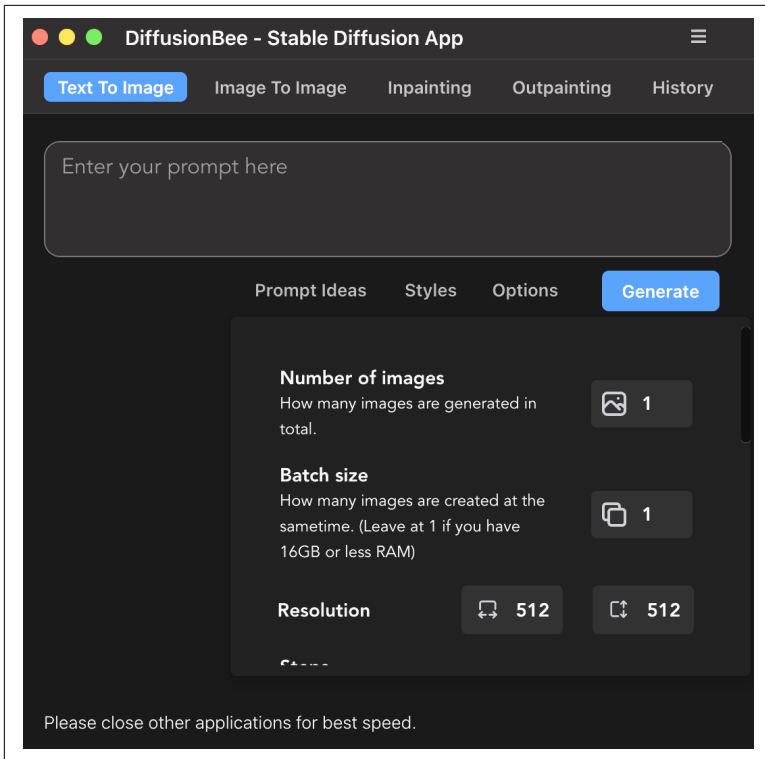 DiffusionBee - Stable Diffusion App
Text To Image Image To Image Inpainting Outpainting History
Enter your prompt here
Prompt Ideas Styles Options Generate
Number of images
How many images are generated in
total.
1
Batch size
How many images are created at the
sametime. (Leave at 1 if you have
16GB or less RAM)
1
Resolution 512 512
Steps
Please close other applications for best speed.